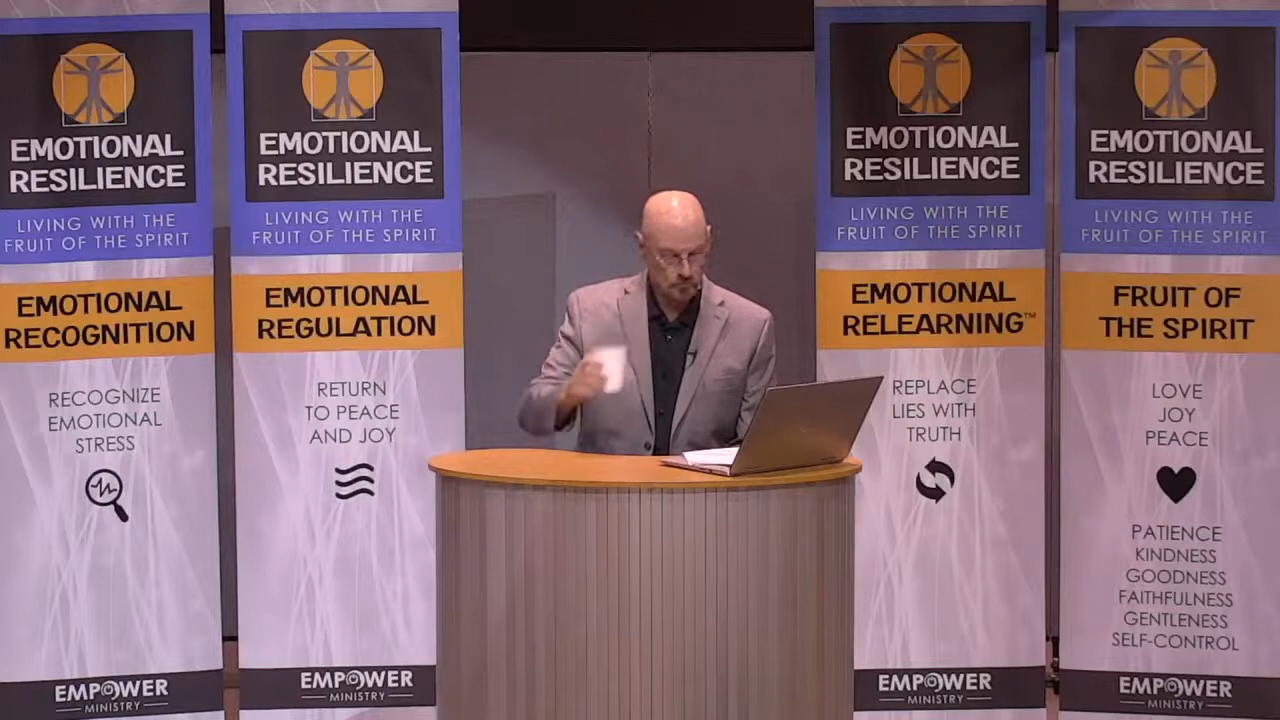 EMOTIONAL
RESILIENCE
LIVING WITH THE
FRUIT OF THE SPIRIT
EMOTIONAL
RECOGNITION
RECOGNIZE
EMOTIONAL
STRESS
EMPOWER
MINISTRY
EMOTIONAL
RESILIENCE
LIVING WITH THE
FRUIT OF THE SPIRIT
EMOTIONAL
REGULATION
RETURN
TO PEACE
AND JOY
EMPOWER
MINISTRY
EMOTIONAL
RESILIENCE
LIVING WITH THE
FRUIT OF THE SPIRIT
EMOTIONAL
RELEARNING™
REPLACE
LIES WITH
TRUTH
EMPOWER
MINISTRY
EMOTIONAL
RESILIENCE
LIVING WITH THE
FRUIT OF THE SPIRIT
FRUIT OF
THE SPIRIT
LOVE
JOY
PEACE
PATIENCE
KINDNESS
GOODNESS
FAITHFULNESS
GENTLENESS
SELF-CONTROL
EMPOWER
MINISTRY